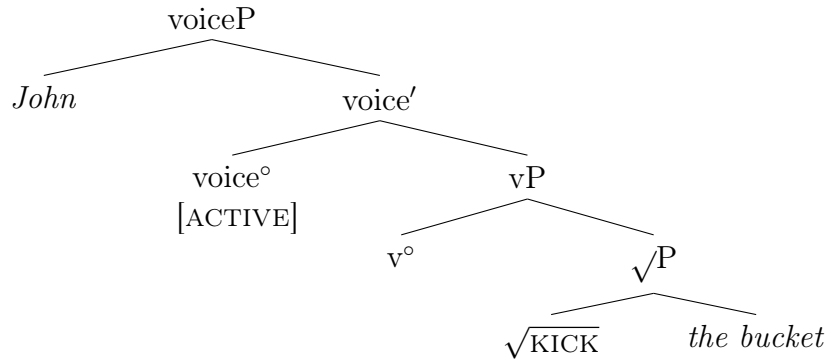 voiceP
John voice′
voice° vP
[ACTIVE]
v° √P
√KICK the bucket